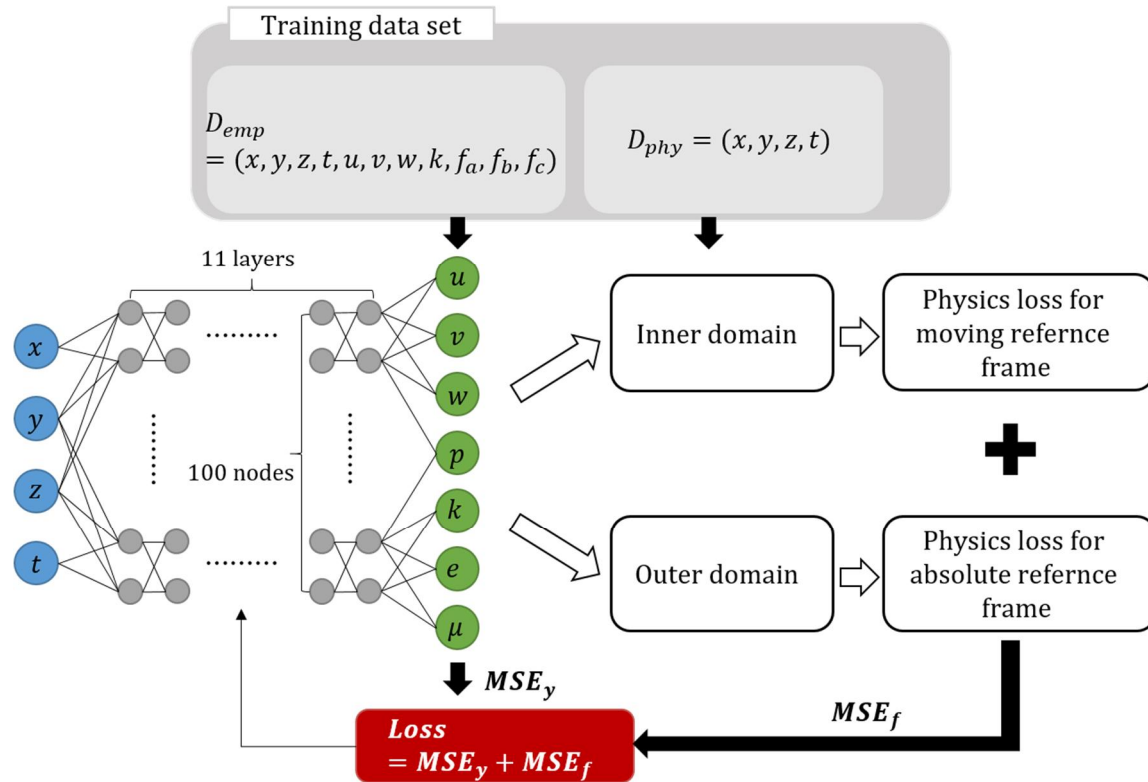 Training data set
D_emp
= (x, y, z, t, u, v, w, k, f_a, f_b, f_c)
D_phy = (x, y, z, t)
11 layers
100 nodes
x
y
z
t
u
v
w
p
k
e
μ
Inner domain
Physics loss for
moving refernce
frame
Outer domain
Physics loss for
absolute refernce
frame
MSE_y
MSE_f
Loss
= MSE_y + MSE_f